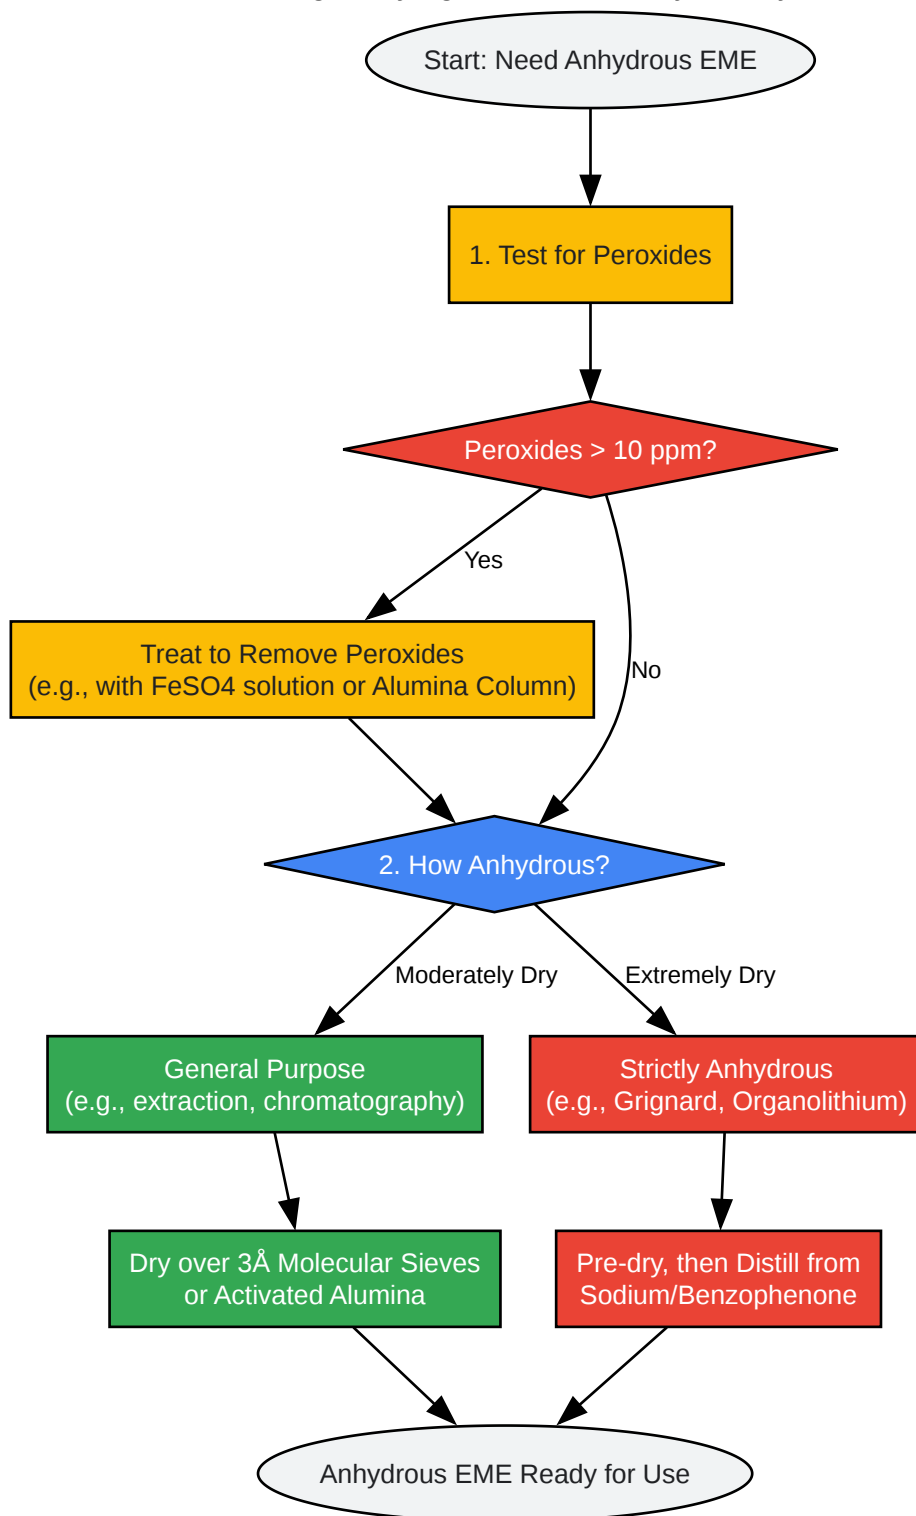 Start: Need Anhydrous EME
1. Test for Peroxides
Peroxides > 10 ppm?
Yes
No
Treat to Remove Peroxides
(e.g., with FeSO4 solution or Alumina Column)
2. How Anhydrous?
Moderately Dry
Extremely Dry
General Purpose
(e.g., extraction, chromatography)
Strictly Anhydrous
(e.g., Grignard, Organolithium)
Dry over 3Å Molecular Sieves
or Activated Alumina
Pre-dry, then Distill from
Sodium/Benzophenone
Anhydrous EME Ready for Use